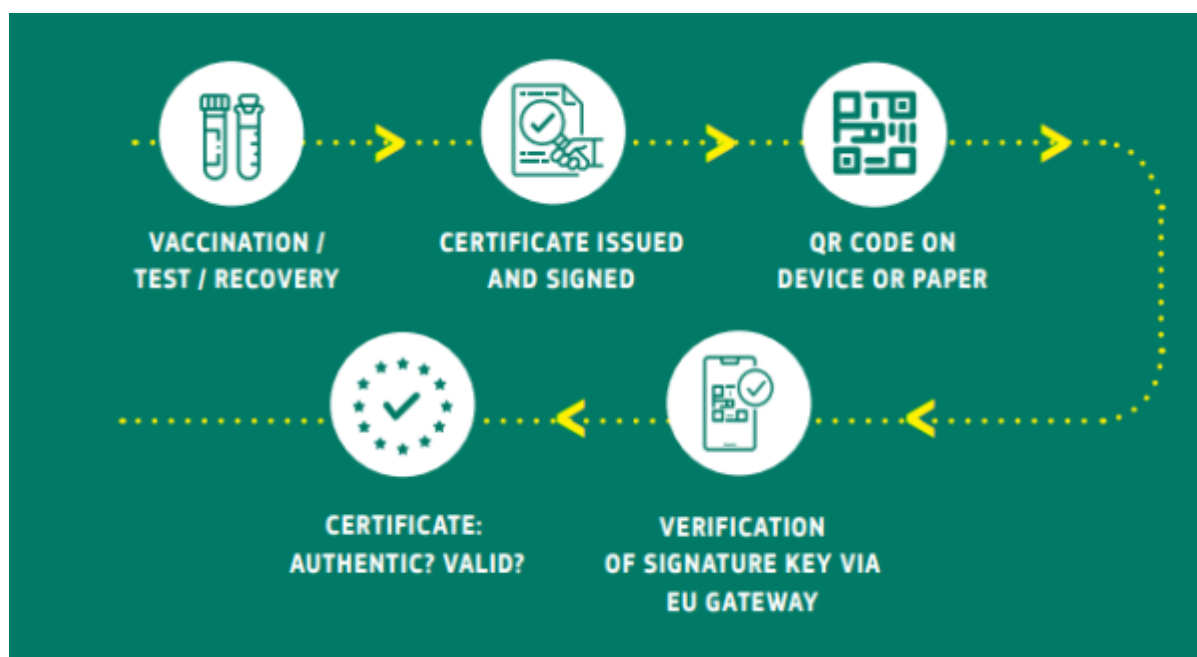 VACCINATION /
TEST / RECOVERY
CERTIFICATE ISSUED
AND SIGNED
QR CODE ON
DEVICE OR PAPER
CERTIFICATE:
AUTHENTIC? VALID?
VERIFICATION
OF SIGNATURE KEY VIA
EU GATEWAY